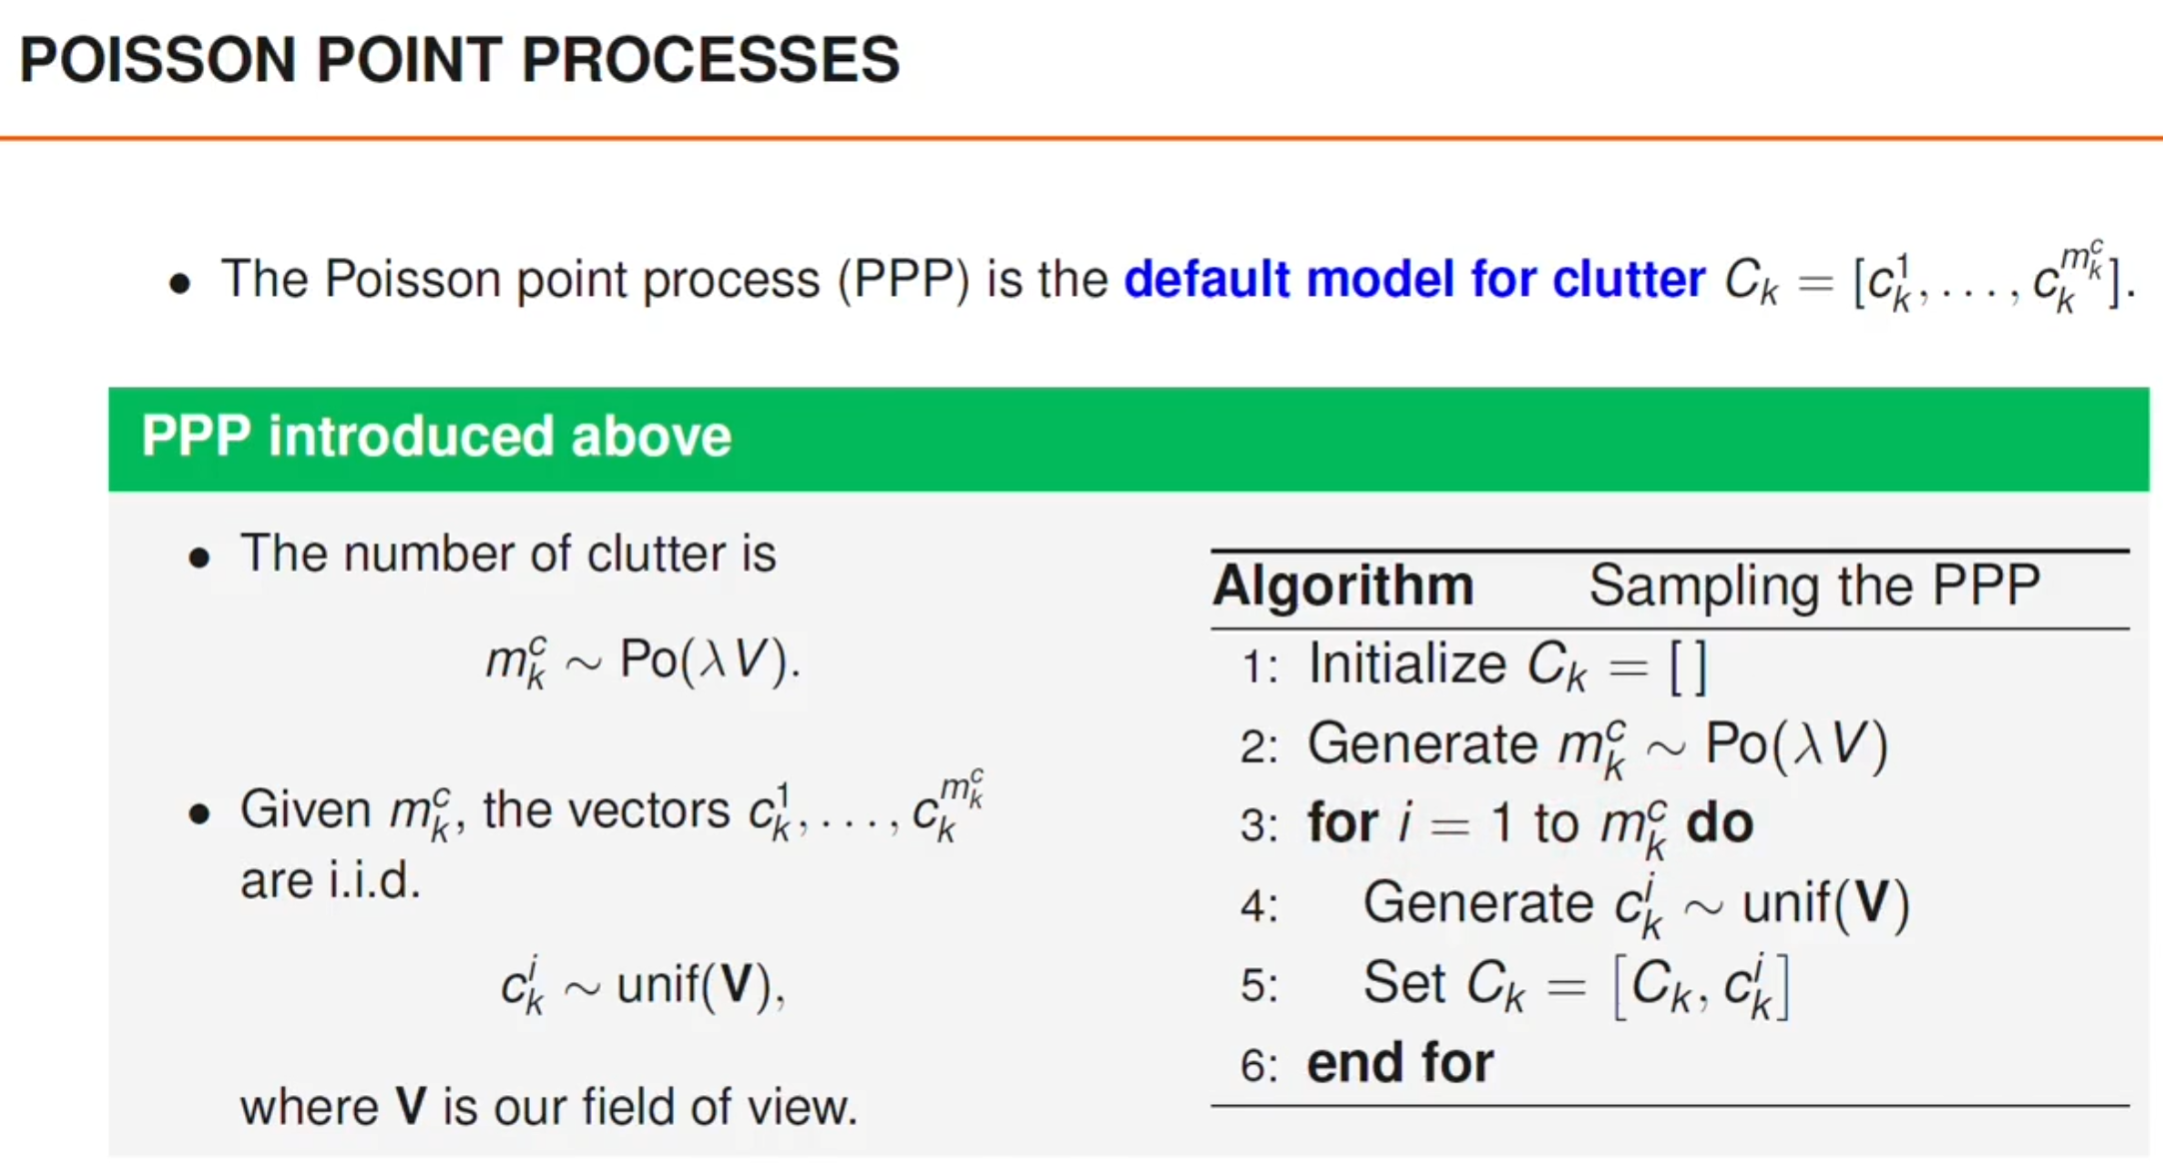 POISSON POINT PROCESSES
• The Poisson point process (PPP) is the default model for clutter $C_k = [c_k^1, \ldots, c_k^{m_k^c}]$.
PPP introduced above
• The number of clutter is
$m_k^c \sim \text{Po}(\lambda V)$.
• Given $m_k^c$, the vectors $c_k^1, \ldots, c_k^{m_k^c}$
are i.i.d.
$c_k^i \sim \text{unif}(\mathbf{V})$,
where $\mathbf{V}$ is our field of view.
Algorithm Sampling the PPP
1: Initialize $C_k = [\,]$
2: Generate $m_k^c \sim \text{Po}(\lambda V)$
3: for $i = 1$ to $m_k^c$ do
4: Generate $c_k^i \sim \text{unif}(\mathbf{V})$
5: Set $C_k = [C_k, c_k^i]$
6: end for